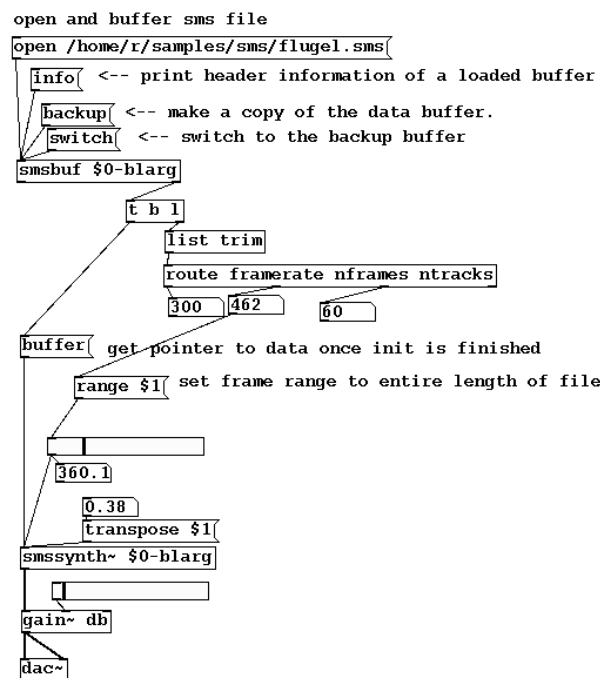 open and buffer sms file
open /home/r/samples/sms/flugel.sms
info <-- print header information of a loaded buffer
backup <-- make a copy of the data buffer.
switch <-- switch to the backup buffer
smsbuf $0-blarg
t b l
list trim
route framerate nframes ntracks
300 462 60
buffer get pointer to data once init is finished
range $1 set frame range to entire length of file
360.1
0.38
transpose $1
smssynth~ $0-blarg
gain~ db
dac~